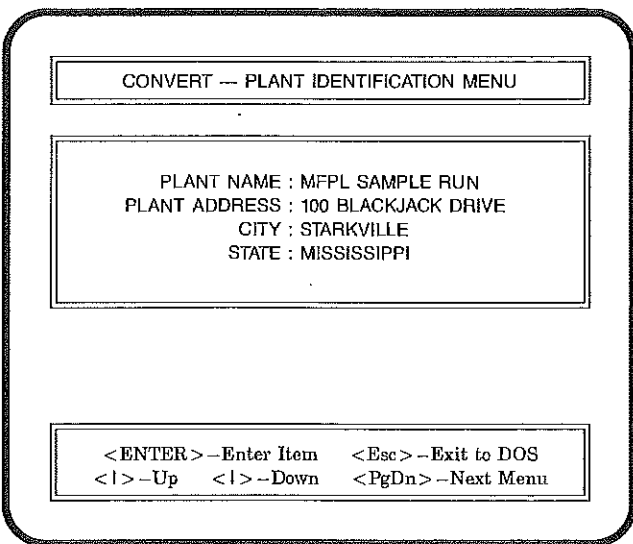 CONVERT — PLANT IDENTIFICATION MENU
PLANT NAME : MFPL SAMPLE RUN
PLANT ADDRESS : 100 BLACKJACK DRIVE
CITY : STARKVILLE
STATE : MISSISSIPPI
<ENTER>–Enter Item <Esc>–Exit to DOS
<|>–Up <|>–Down <PgDn>–Next Menu